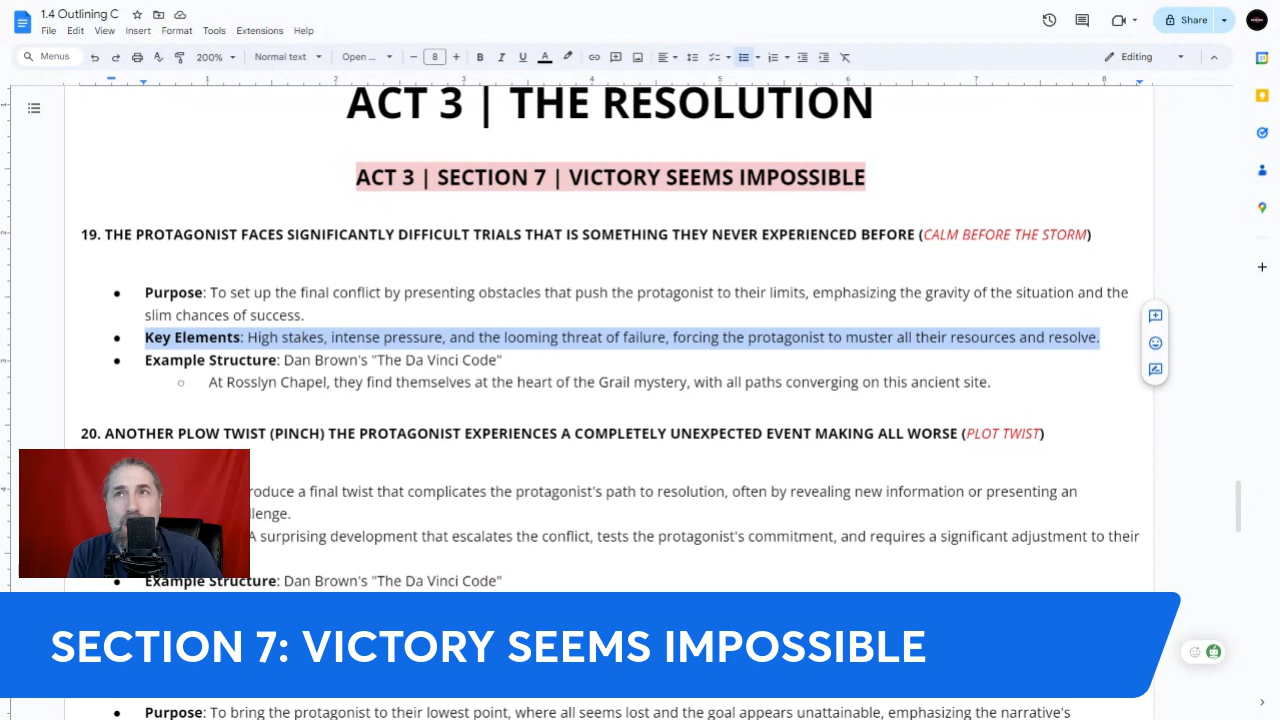 1.4 Outlining C
File Edit View Insert Format Tools Extensions Help
Share
Menus
200%
Normal text
Open ...
8
B I U A
Editing
1 2 3 4 5 6 7 8
ACT 3 | THE RESOLUTION
ACT 3 | SECTION 7 | VICTORY SEEMS IMPOSSIBLE
19. THE PROTAGONIST FACES SIGNIFICANTLY DIFFICULT TRIALS THAT IS SOMETHING THEY NEVER EXPERIENCED BEFORE (CALM BEFORE THE STORM)
● Purpose: To set up the final conflict by presenting obstacles that push the protagonist to their limits, emphasizing the gravity of the situation and the
slim chances of success.
● Key Elements: High stakes, intense pressure, and the looming threat of failure, forcing the protagonist to muster all their resources and resolve.
● Example Structure: Dan Brown's "The Da Vinci Code"
○ At Rosslyn Chapel, they find themselves at the heart of the Grail mystery, with all paths converging on this ancient site.
20. ANOTHER PLOW TWIST (PINCH) THE PROTAGONIST EXPERIENCES A COMPLETELY UNEXPECTED EVENT MAKING ALL WORSE (PLOT TWIST)
roduce a final twist that complicates the protagonist's path to resolution, often by revealing new information or presenting an
lenge.
A surprising development that escalates the conflict, tests the protagonist's commitment, and requires a significant adjustment to their
● Example Structure: Dan Brown's "The Da Vinci Code"
SECTION 7: VICTORY SEEMS IMPOSSIBLE
● Purpose: To bring the protagonist to their lowest point, where all seems lost and the goal appears unattainable, emphasizing the narrative's